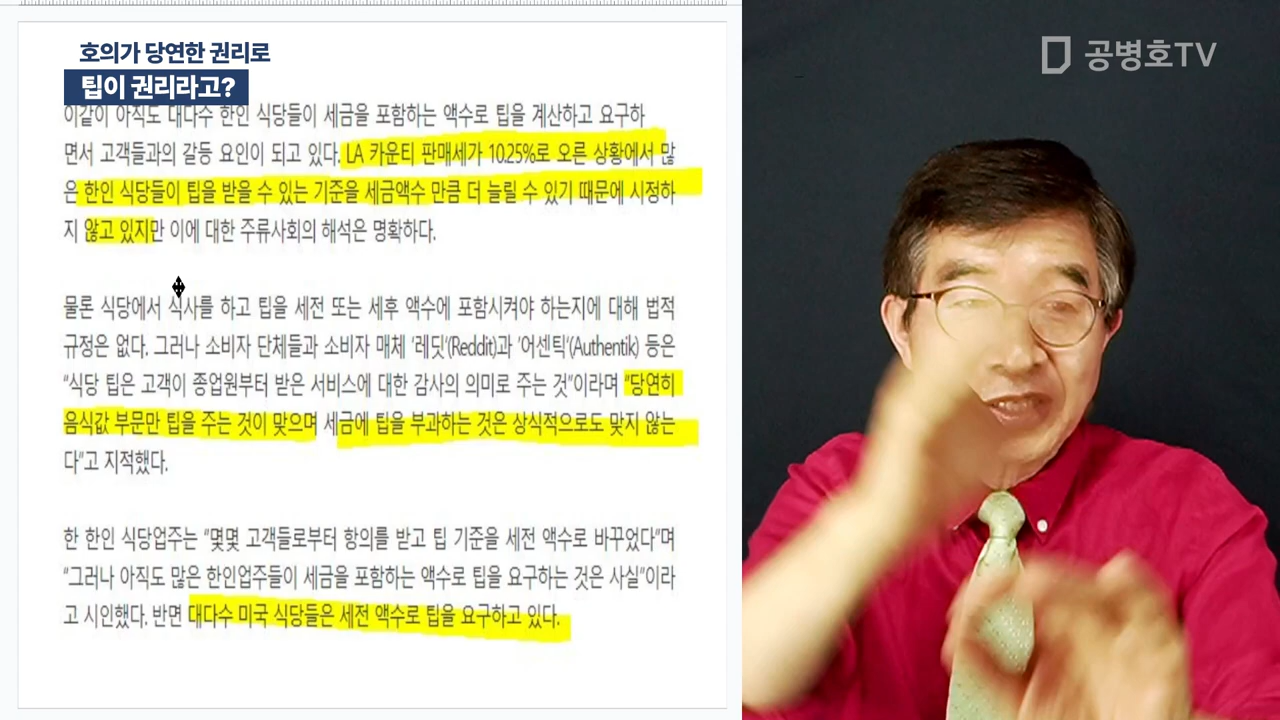 호의가 당연한 권리로
팁이 권리라고?
공병호TV
이같이 아직도 대다수 한인 식당들이 세금을 포함하는 액수로 팁을 계산하고 요구하
면서 고객들과의 갈등 요인이 되고 있다. LA 카운티 판매세가 10.25%로 오른 상황에서 많
은 한인 식당들이 팁을 받을 수 있는 기준을 세금액수 만큼 더 늘릴 수 있기 때문에 시정하
지 않고 있지만 이에 대한 주류사회의 해석은 명확하다.
물론 식당에서 식사를 하고 팁을 세전 또는 세후 액수에 포함시켜야 하는지에 대해 법적
규정은 없다. 그러나 소비자 단체들과 소비자 매체 '레딧'(Reddit)과 '어센틱'(Authentik) 등은
"식당 팁은 고객이 종업원부터 받은 서비스에 대한 감사의 의미로 주는 것"이라며 "당연히
음식값 부문만 팁을 주는 것이 맞으며 세금에 팁을 부과하는 것은 상식적으로도 맞지 않는
다"고 지적했다.
한 한인 식당업주는 "몇몇 고객들로부터 항의를 받고 팁 기준을 세전 액수로 바꾸었다"며
"그러나 아직도 많은 한인업주들이 세금을 포함하는 액수로 팁을 요구하는 것은 사실"이라
고 시인했다. 반면 대다수 미국 식당들은 세전 액수로 팁을 요구하고 있다.